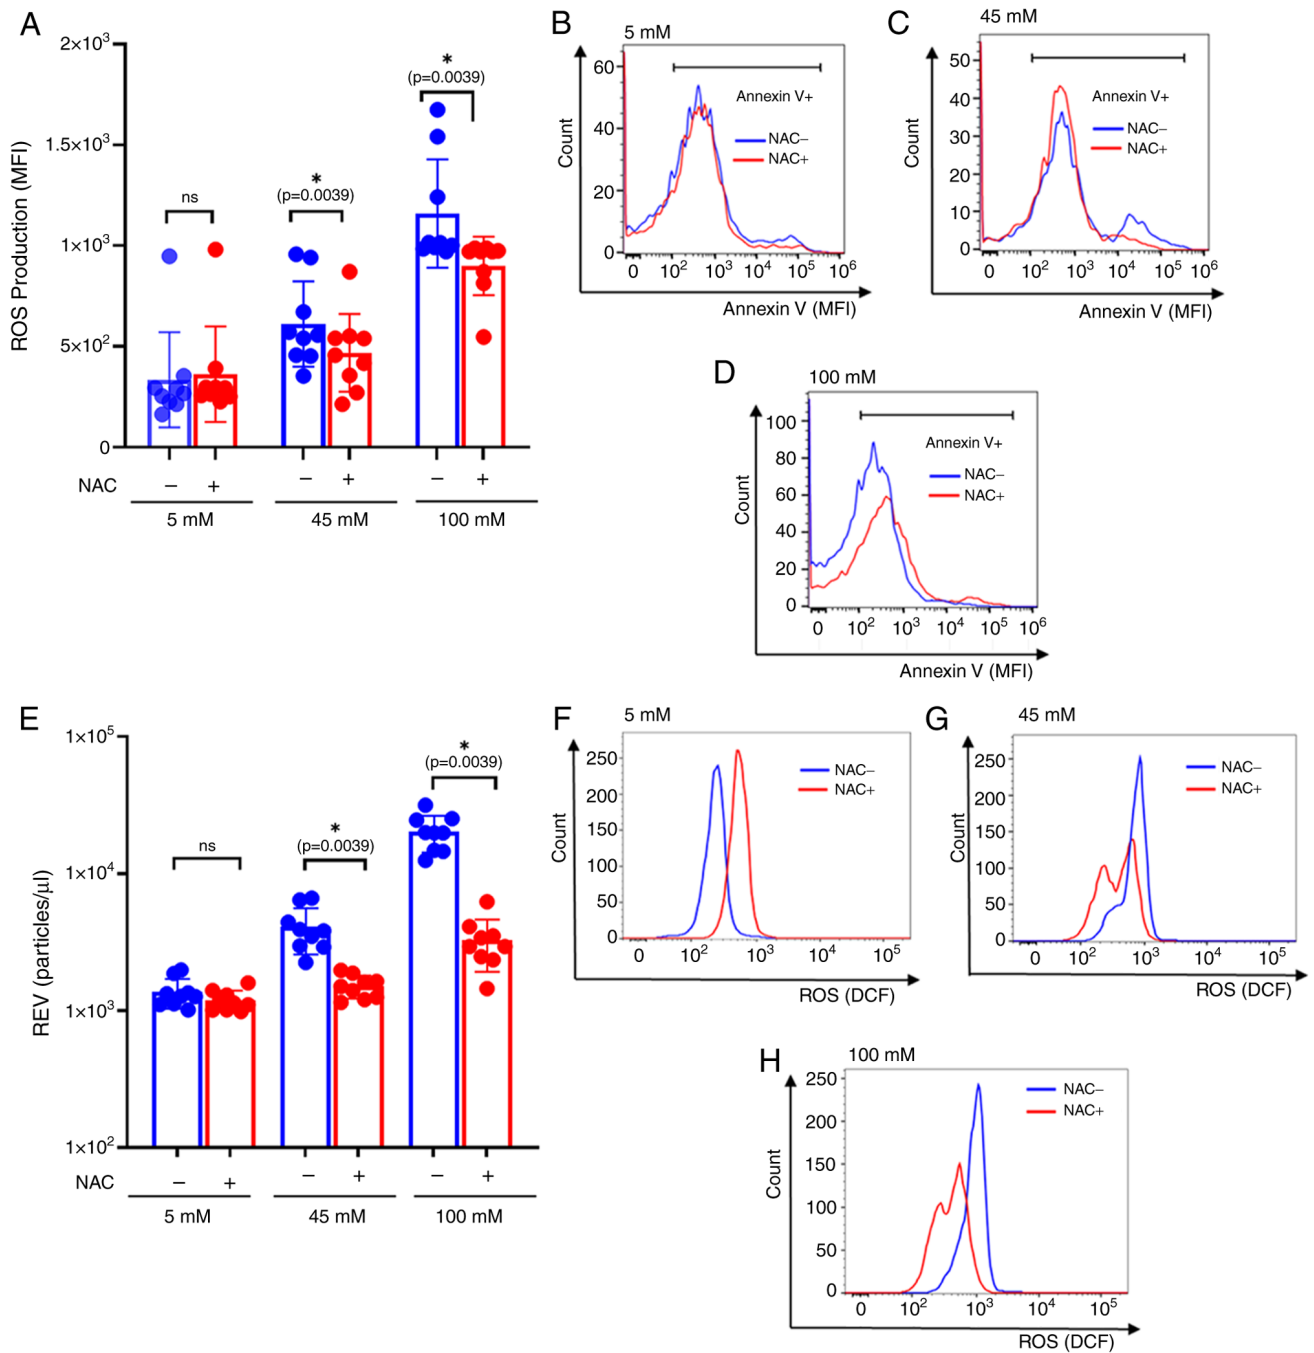 A
ROS Production (MFI)
2×10³
1.5×10³
1×10³
5×10²
0
ns
*
(p=0.0039)
*
(p=0.0039)
NAC
− + − + − +
5 mM 45 mM 100 mM
B
5 mM
Count
60
40
20
0
Annexin V+
NAC−
NAC+
0 10² 10³ 10⁴ 10⁵ 10⁶
Annexin V (MFI)
C
45 mM
Count
50
40
30
20
10
0
Annexin V+
NAC−
NAC+
0 10² 10³ 10⁴ 10⁵ 10⁶
Annexin V (MFI)
D
100 mM
Count
100
80
60
40
20
0
Annexin V+
NAC−
NAC+
0 10² 10³ 10⁴ 10⁵ 10⁶
Annexin V (MFI)
E
REV (particles/µl)
1×10⁵
1×10⁴
1×10³
1×10²
ns
*
(p=0.0039)
*
(p=0.0039)
NAC
− + − + − +
5 mM 45 mM 100 mM
F
5 mM
Count
250
200
150
100
50
0
NAC−
NAC+
0 10² 10³ 10⁴ 10⁵
ROS (DCF)
G
45 mM
Count
250
200
150
100
50
0
NAC−
NAC+
0 10² 10³ 10⁴ 10⁵
ROS (DCF)
H
100 mM
Count
250
200
150
100
50
0
NAC−
NAC+
0 10² 10³ 10⁴ 10⁵
ROS (DCF)